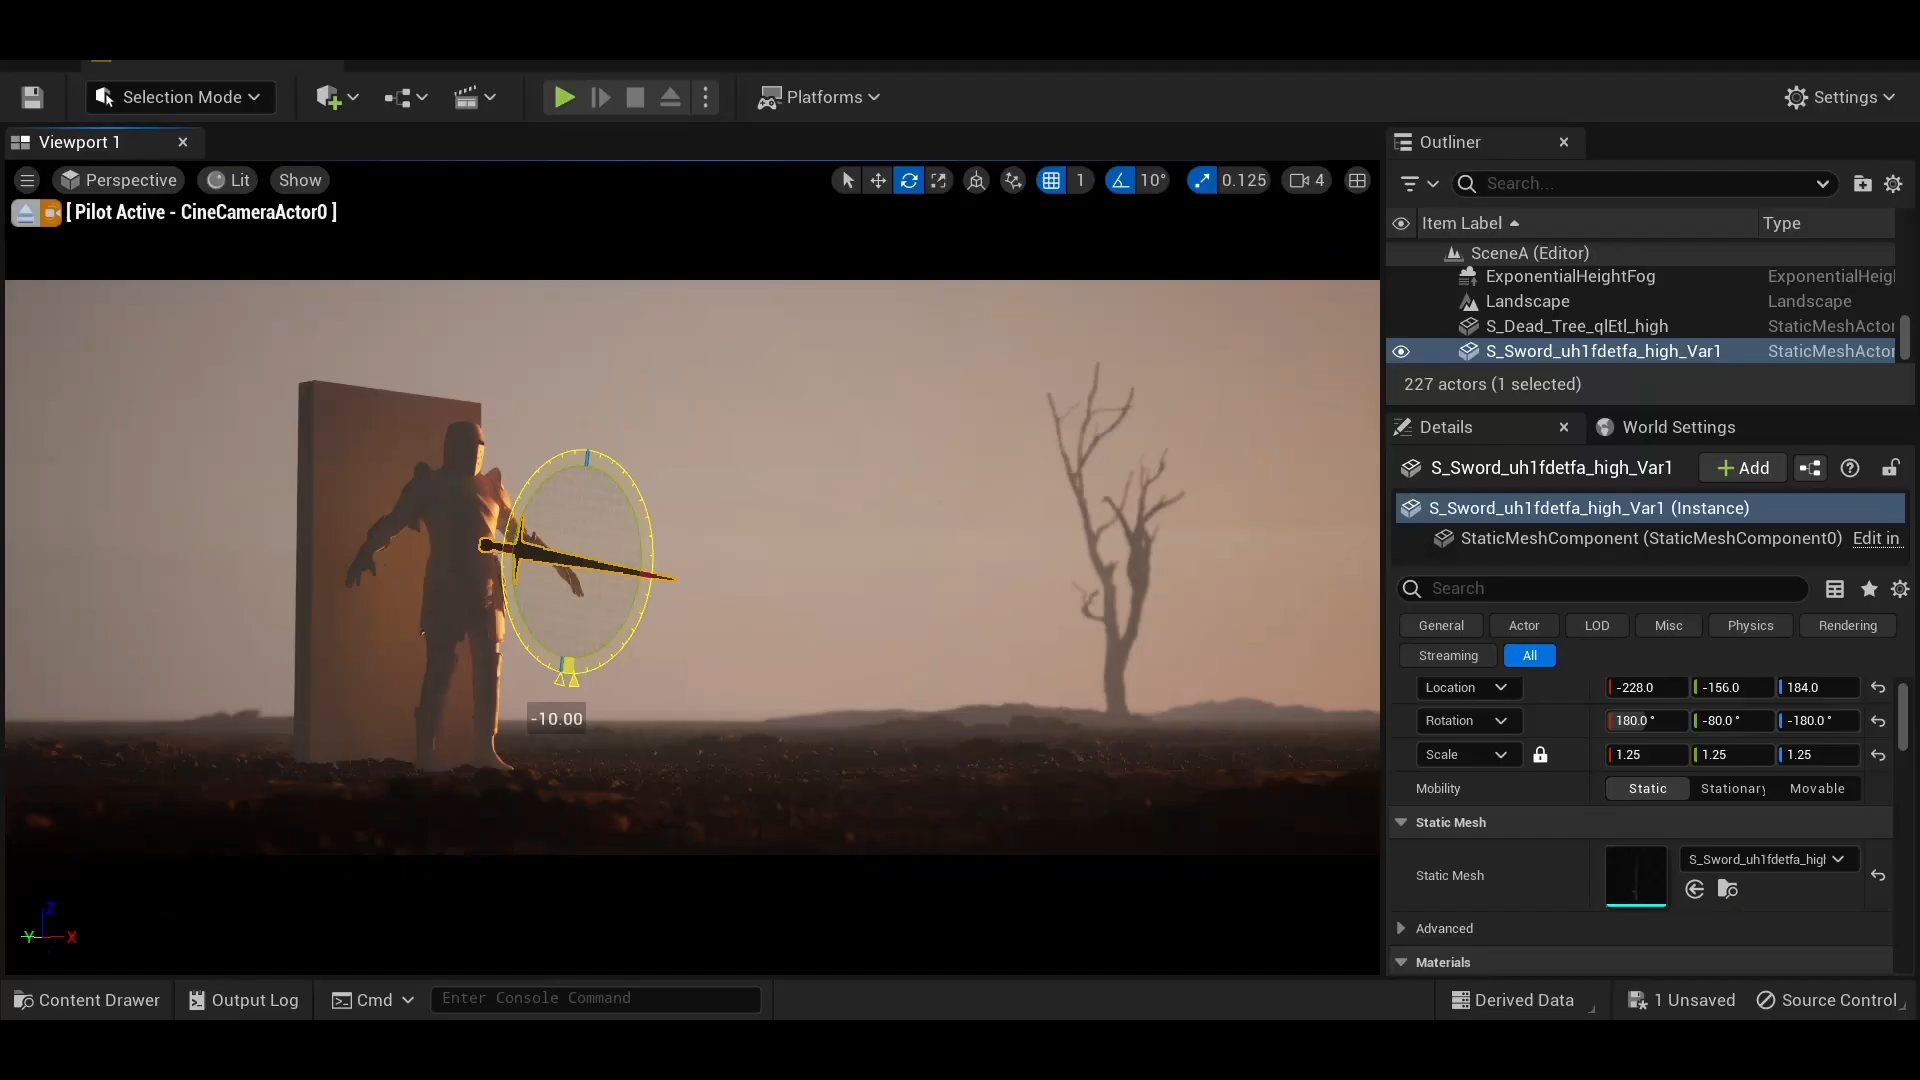 Selection Mode
Platforms
Settings
Viewport 1
Outliner
Perspective
Lit
Show
1
10°
0.125
4
Search...
[ Pilot Active - CineCameraActor0 ]
Item Label
Type
SceneA (Editor)
ExponentialHeightFog
ExponentialHeigh
Landscape
Landscape
S_Dead_Tree_qlEtl_high
StaticMeshActor
S_Sword_uh1fdetfa_high_Var1
StaticMeshActor
227 actors (1 selected)
Details
World Settings
S_Sword_uh1fdetfa_high_Var1
Add
S_Sword_uh1fdetfa_high_Var1 (Instance)
StaticMeshComponent (StaticMeshComponent0)
Edit in
Search
General
Actor
LOD
Misc
Physics
Rendering
Streaming
All
Location
-228.0
-156.0
184.0
Rotation
180.0 °
-80.0 °
-180.0 °
Scale
1.25
1.25
1.25
Mobility
Static
Stationary
Movable
-10.00
Static Mesh
Static Mesh
S_Sword_uh1fdetfa_higl
Advanced
Materials
Z
Y
X
Content Drawer
Output Log
Cmd
Enter Console Command
Derived Data
1 Unsaved
Source Control